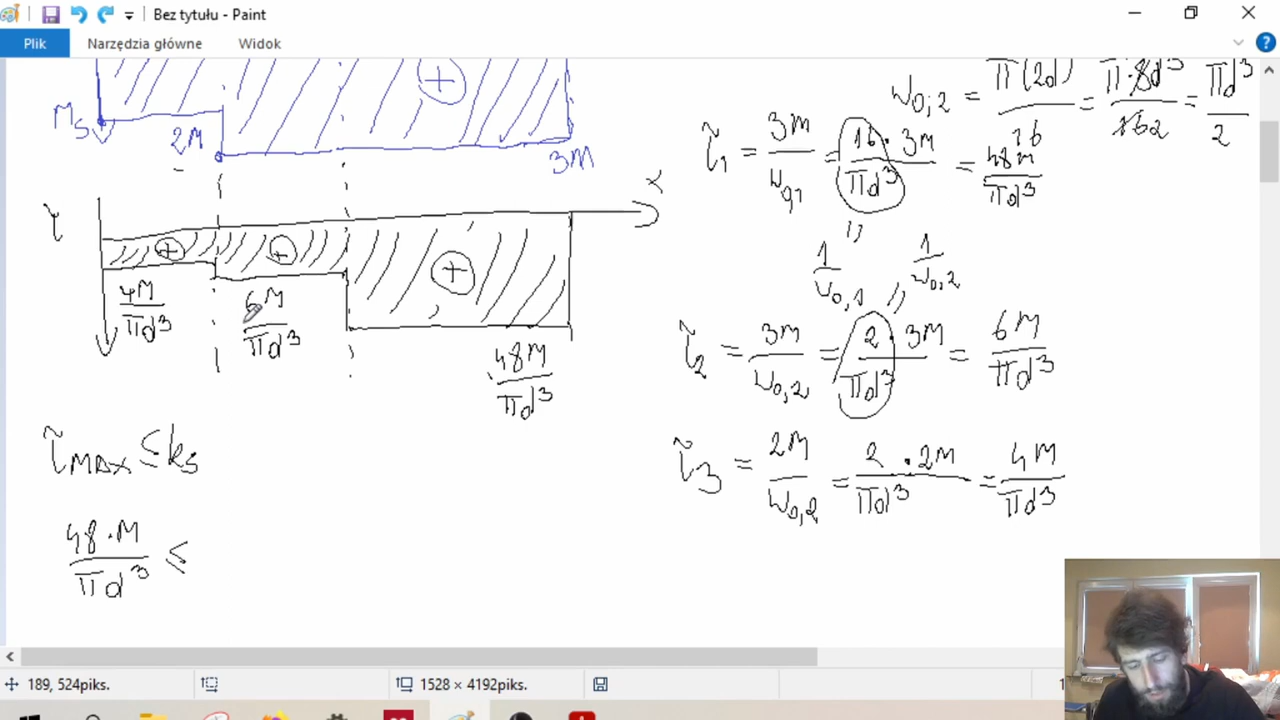 Bez tytułu - Paint
Plik Narzędzia główne Widok
Ms
2M
3M
W₀,₂ = π(2d)³/16 = π·8d³/162 = πd³/2
τ₁ = 3M/W₀,₁ = 16/πd³ · 3M = 48M/πd³
1/W₀,₁ 1/W₀,₂
τ x
4M/πd³
6M/πd³
48M/πd³
τ₂ = 3M/W₀,₂ = 2/πd³ · 3M = 6M/πd³
τ₃ = 2M/W₀,₂ = 2/πd³ · 2M = 4M/πd³
τMAX ≤ ks
48·M/πd³ ≤
189, 524piks.
1528 × 4192piks.